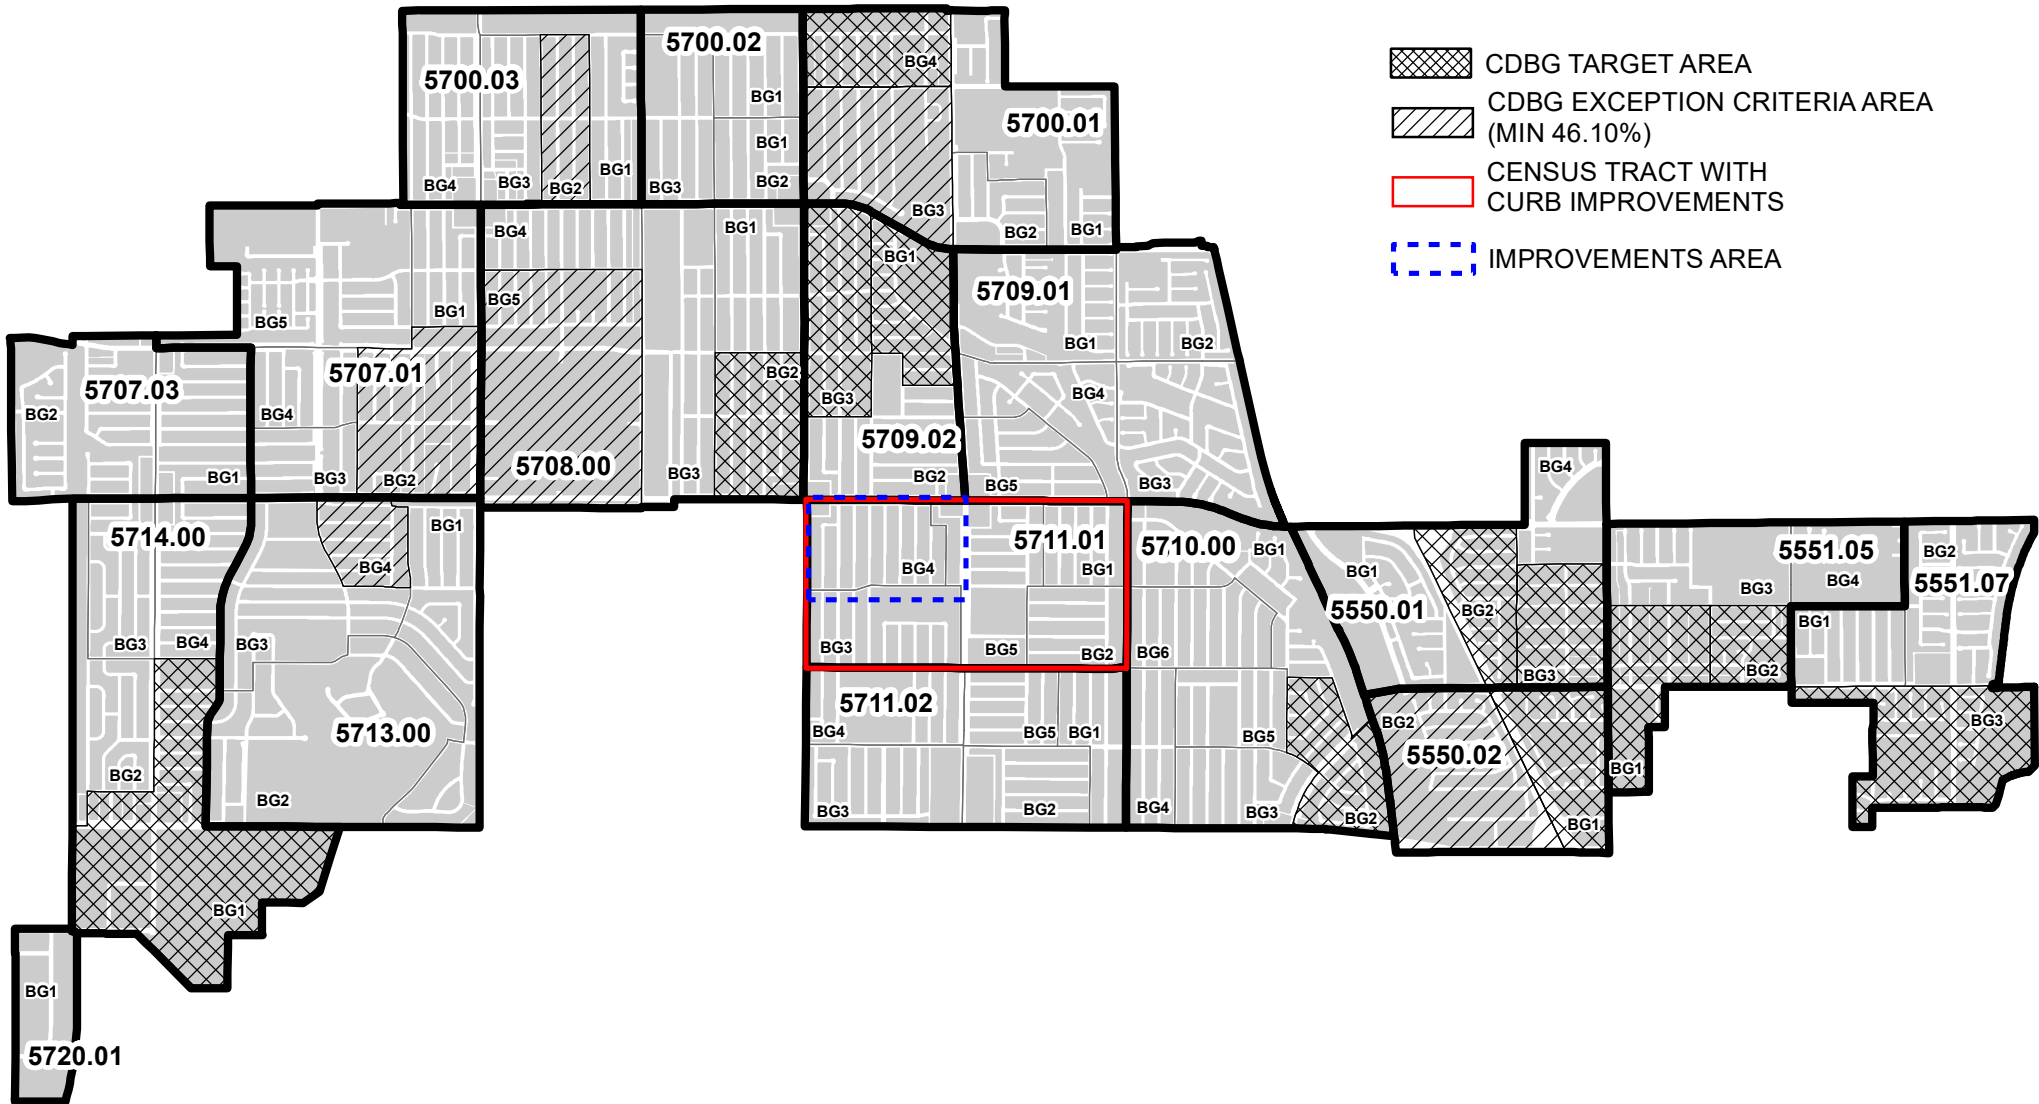 CDBG TARGET AREA
CDBG EXCEPTION CRITERIA AREA
(MIN 46.10%)
CENSUS TRACT WITH
CURB IMPROVEMENTS
IMPROVEMENTS AREA
5700.03
BG4
BG3
BG2
BG1
5700.02
BG1
BG1
BG3
BG2
BG4
5700.01
BG3
BG2
BG1
BG5
BG1
5707.01
BG4
BG3
BG2
5707.03
BG2
BG1
BG4
BG5
5708.00
BG1
BG2
BG3
BG1
BG3
5709.02
BG2
5709.01
BG1
BG2
BG4
BG5
BG3
5714.00
BG3
BG4
BG2
BG1
BG1
BG4
BG3
5713.00
BG2
5711.01
BG4
BG1
BG3
BG5
BG2
5711.02
BG4
BG5
BG1
BG3
BG2
5710.00
BG1
BG6
BG5
BG4
BG3
BG2
BG4
BG1
5550.01
BG2
BG3
BG2
5550.02
BG1
5551.05
BG3
BG4
BG2
BG1
BG2
5551.07
BG1
BG3
BG1
5720.01